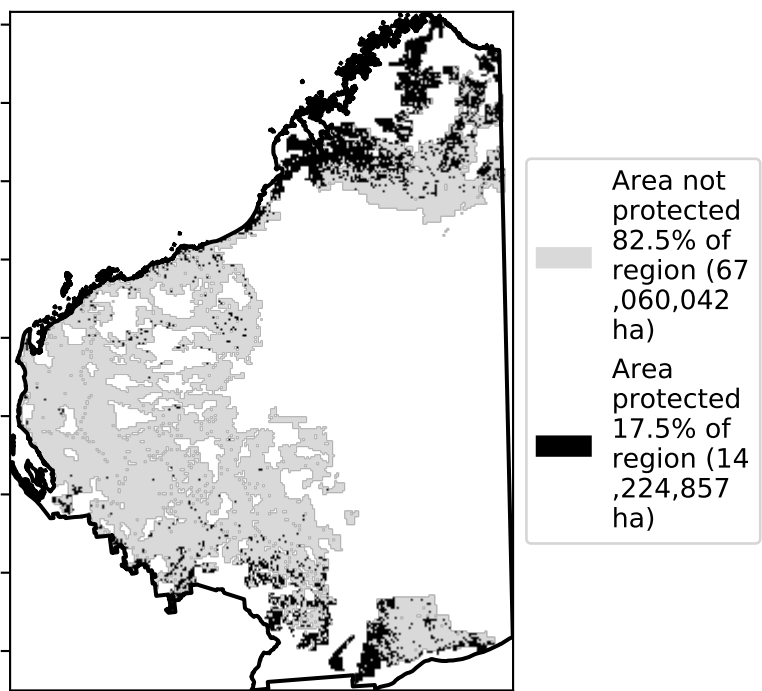 Area not
protected
82.5% of
region (67
,060,042
ha)
Area
protected
17.5% of
region (14
,224,857
ha)